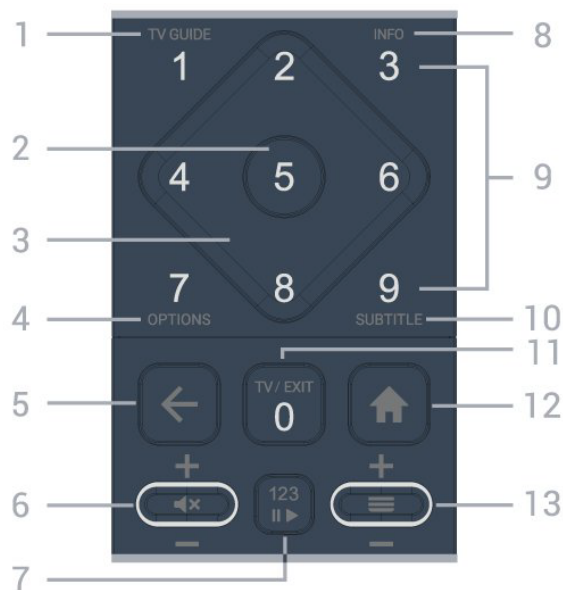 1 TV GUIDE INFO 8
1 2 3
2 4 5 6 9
3
7 8 9
4 OPTIONS SUBTITLE 10
11
TV / EXIT
5 0 12
+ +
6 123 13
− −
7